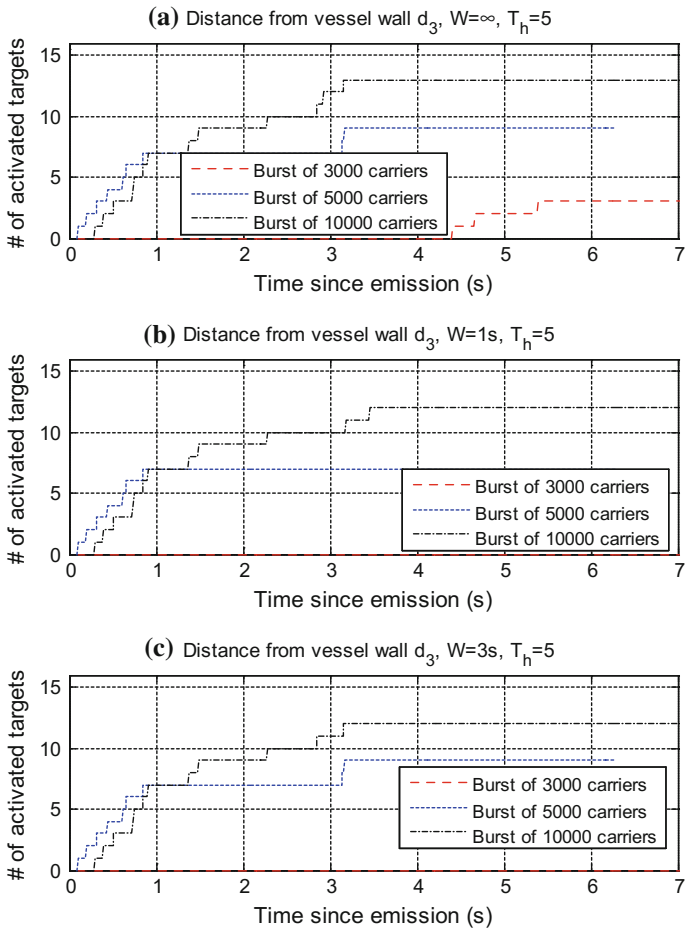 (a) Distance from vessel wall d₃, W=∞, Tₕ=5
# of activated targets
15
10
5
0
Burst of 3000 carriers
Burst of 5000 carriers
Burst of 10000 carriers
0 1 2 3 4 5 6 7
Time since emission (s)
(b) Distance from vessel wall d₃, W=1s, Tₕ=5
# of activated targets
15
10
5
0
Burst of 3000 carriers
Burst of 5000 carriers
Burst of 10000 carriers
0 1 2 3 4 5 6 7
Time since emission (s)
(c) Distance from vessel wall d₃, W=3s, Tₕ=5
# of activated targets
15
10
5
0
Burst of 3000 carriers
Burst of 5000 carriers
Burst of 10000 carriers
0 1 2 3 4 5 6 7
Time since emission (s)